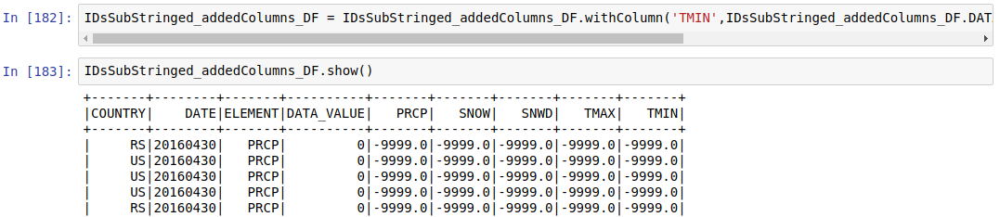 In [182]: IDsSubStringed_addedColumns_DF = IDsSubStringed_addedColumns_DF.withColumn('TMIN',IDsSubStringed_addedColumns_DF.DAT
In [183]: IDsSubStringed_addedColumns_DF.show()
+-------+--------+-------+----------+-------+-------+-------+-------+-------+
|COUNTRY|    DATE|ELEMENT|DATA_VALUE|   PRCP|   SNOW|   SNWD|   TMAX|   TMIN|
+-------+--------+-------+----------+-------+-------+-------+-------+-------+
|     RS|20160430|   PRCP|         0|-9999.0|-9999.0|-9999.0|-9999.0|-9999.0|
|     US|20160430|   PRCP|         0|-9999.0|-9999.0|-9999.0|-9999.0|-9999.0|
|     US|20160430|   PRCP|         0|-9999.0|-9999.0|-9999.0|-9999.0|-9999.0|
|     US|20160430|   PRCP|         0|-9999.0|-9999.0|-9999.0|-9999.0|-9999.0|
|     RS|20160430|   PRCP|         0|-9999.0|-9999.0|-9999.0|-9999.0|-9999.0|